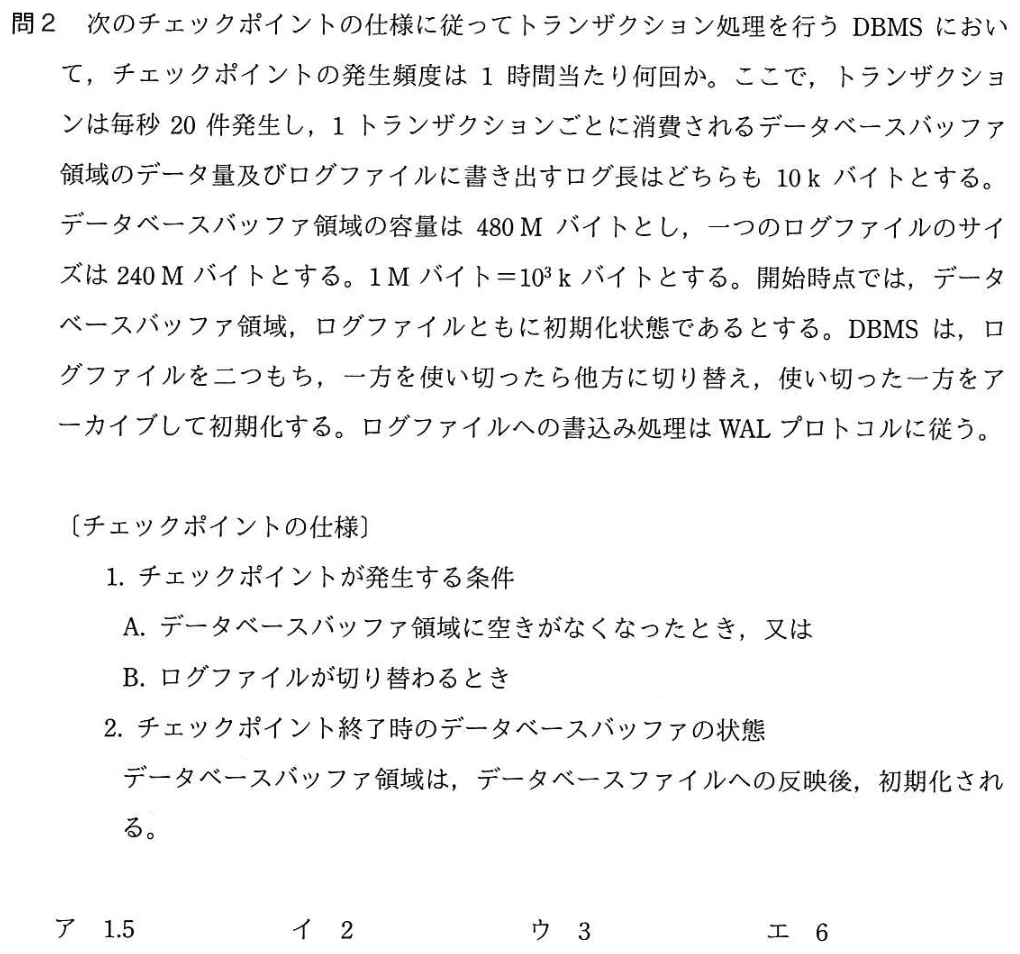 問2 次のチェックポイントの仕様に従ってトランザクション処理を行う DBMS におい
て，チェックポイントの発生頻度は 1 時間当たり何回か。ここで，トランザクショ
ンは毎秒 20 件発生し，1 トランザクションごとに消費されるデータベースバッファ
領域のデータ量及びログファイルに書き出すログ長はどちらも 10 k バイトとする。
データベースバッファ領域の容量は 480 M バイトとし，一つのログファイルのサイ
ズは 240 M バイトとする。1 M バイト＝10³ k バイトとする。開始時点では，データ
ベースバッファ領域，ログファイルともに初期化状態であるとする。DBMS は，ロ
グファイルを二つもち，一方を使い切ったら他方に切り替え，使い切った一方をア
ーカイブして初期化する。ログファイルへの書込み処理は WAL プロトコルに従う。
〔チェックポイントの仕様〕
1. チェックポイントが発生する条件
A. データベースバッファ領域に空きがなくなったとき，又は
B. ログファイルが切り替わるとき
2. チェックポイント終了時のデータベースバッファの状態
データベースバッファ領域は，データベースファイルへの反映後，初期化され
る。
ア 1.5 イ 2 ウ 3 エ 6